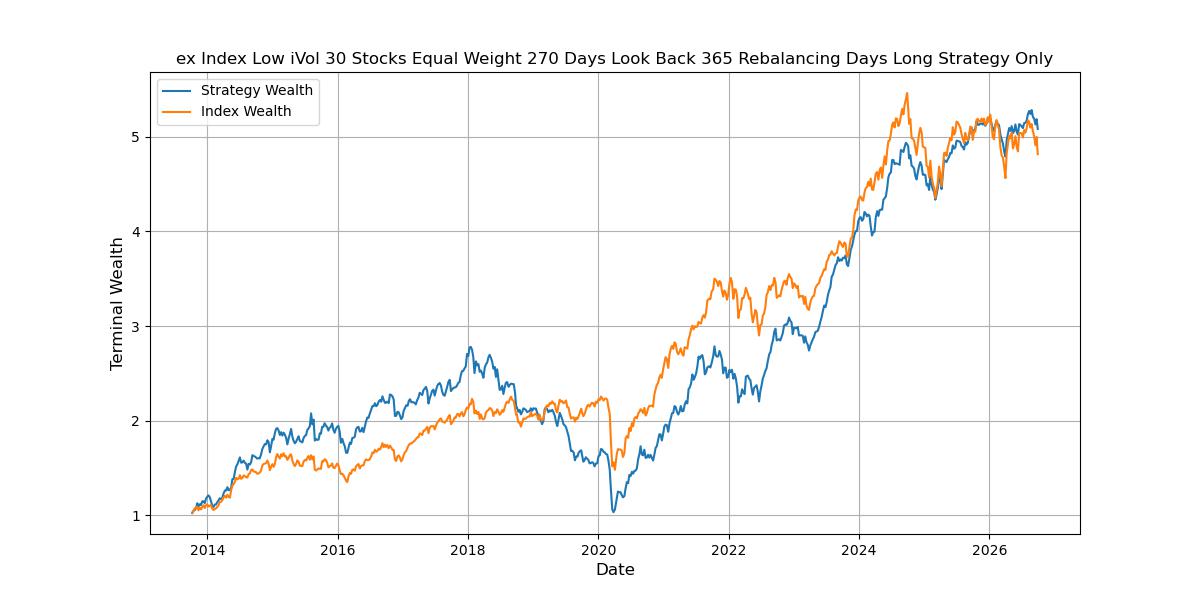 ex Index Low iVol 30 Stocks Equal Weight 270 Days Look Back 365 Rebalancing Days Long Strategy Only
Strategy Wealth
Index Wealth
5
4
3
2
1
Terminal Wealth
2014 2016 2018 2020 2022 2024 2026
Date